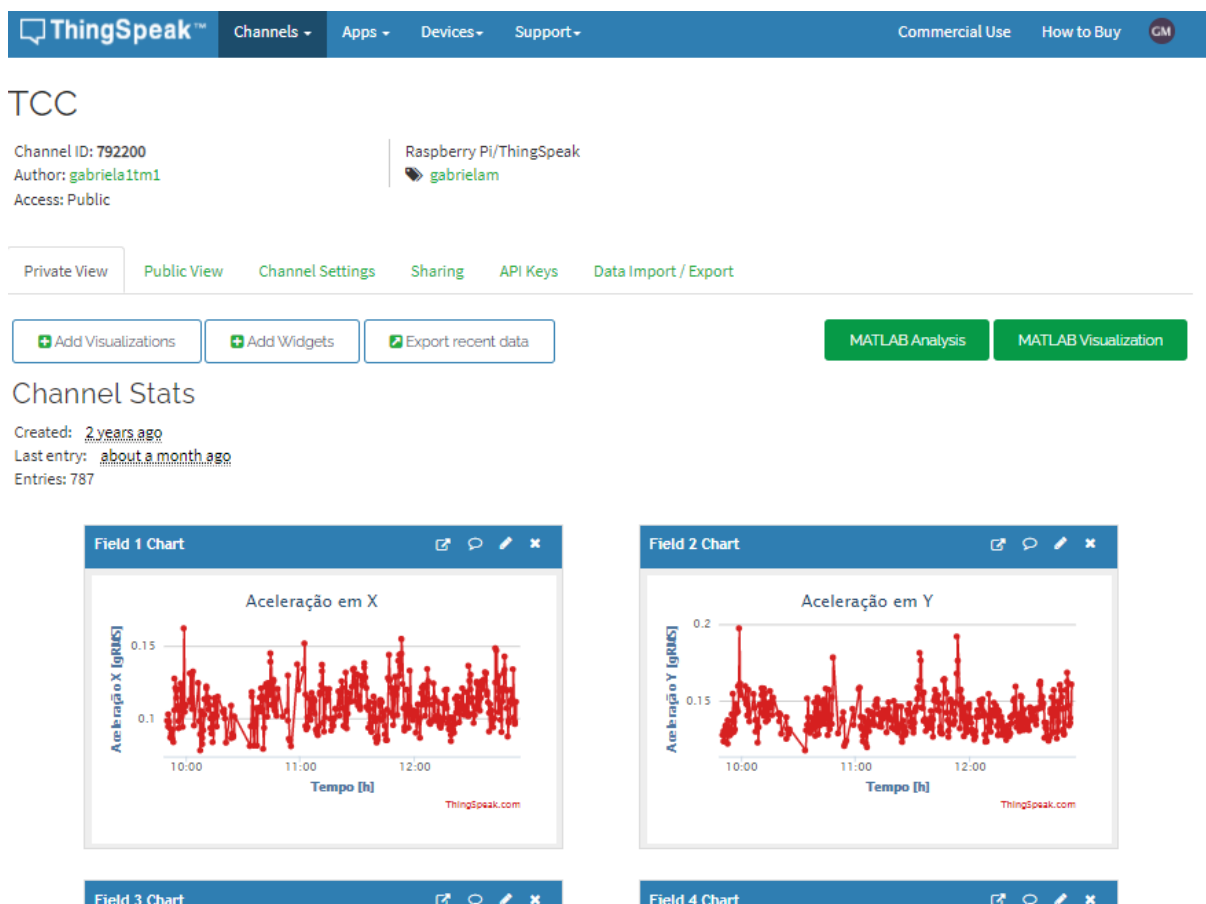 ThingSpeak™ Channels Apps Devices Support Commercial Use How to Buy GM
TCC
Channel ID: 792200
Author: gabriela1tm1
Access: Public
Raspberry Pi/ThingSpeak
gabrielam
Private View Public View Channel Settings Sharing API Keys Data Import / Export
Add Visualizations Add Widgets Export recent data MATLAB Analysis MATLAB Visualization
Channel Stats
Created: 2 years ago
Last entry: about a month ago
Entries: 787
Field 1 Chart
Aceleração em X
Aceleração X [gRMS]
0.15
0.1
10:00 11:00 12:00
Tempo [h]
ThingSpeak.com
Field 2 Chart
Aceleração em Y
Aceleração Y [gRMS]
0.2
0.15
10:00 11:00 12:00
Tempo [h]
ThingSpeak.com
Field 3 Chart
Field 4 Chart